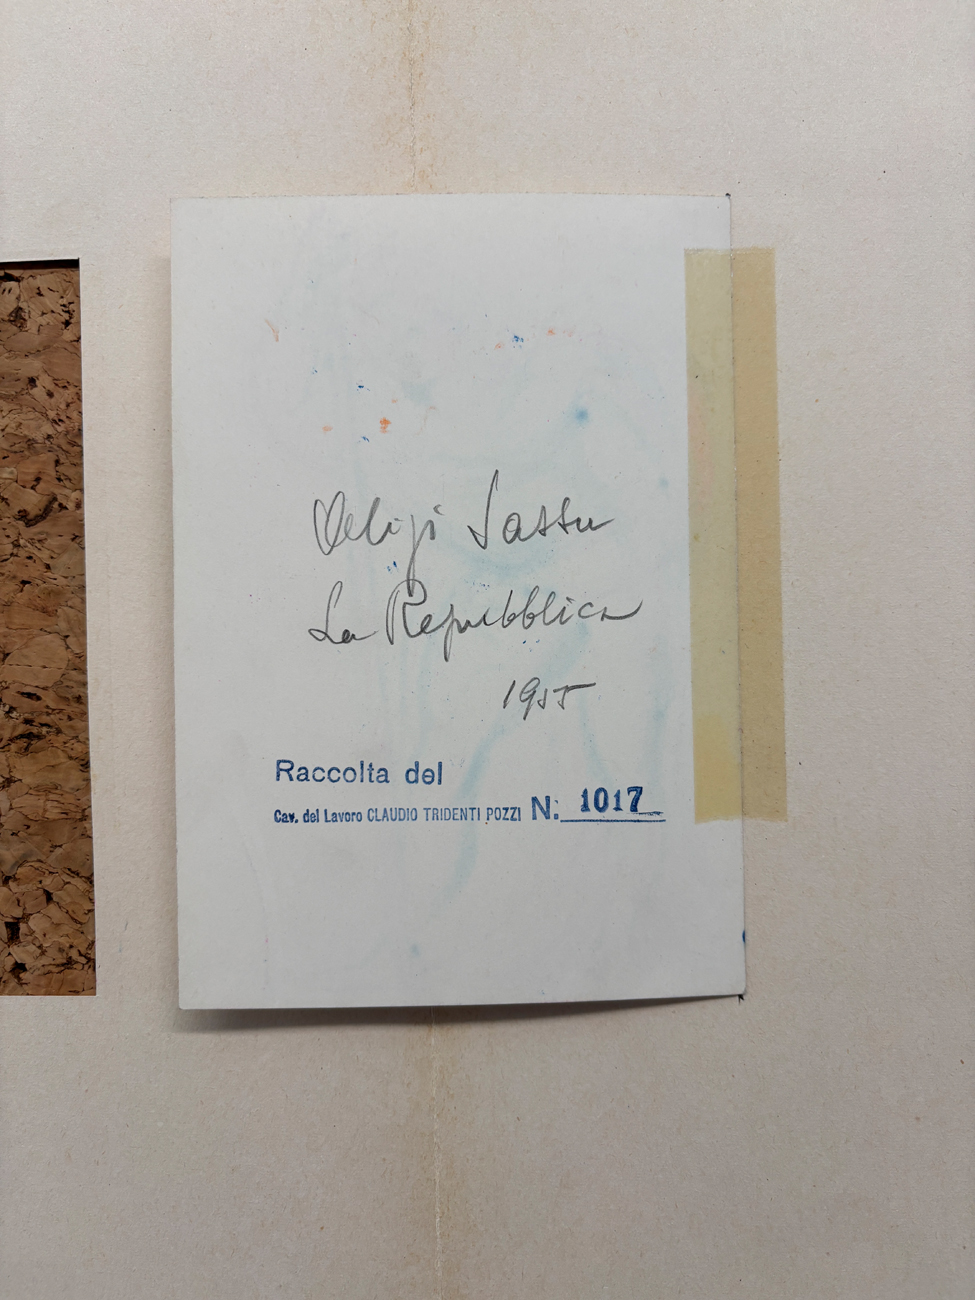 Aligi Sassu
La Repubblica
1955
Raccolta del
Cav. del Lavoro CLAUDIO TRIDENTI POZZI N. 1017